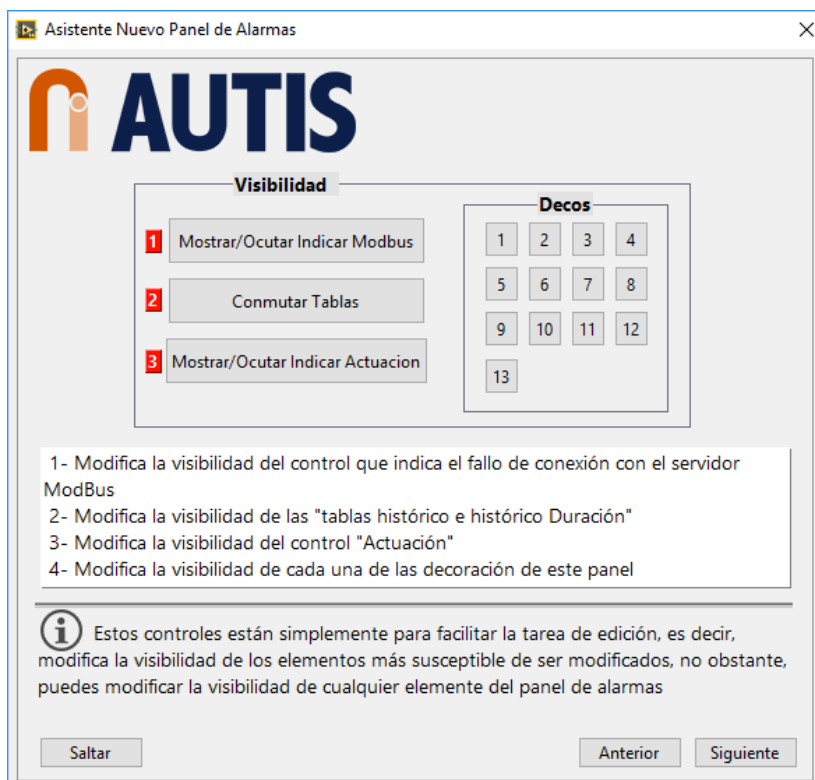 Asistente Nuevo Panel de Alarmas
AUTIS
Visibilidad
Decos
1 Mostrar/Ocutar Indicar Modbus
2 Conmutar Tablas
3 Mostrar/Ocutar Indicar Actuacion
1 2 3 4
5 6 7 8
9 10 11 12
13
1- Modifica la visibilidad del control que indica el fallo de conexión con el servidor
ModBus
2- Modifica la visibilidad de las "tablas histórico e histórico Duración"
3- Modifica la visibilidad del control "Actuación"
4- Modifica la visibilidad de cada una de las decoración de este panel
Estos controles están simplemente para facilitar la tarea de edición, es decir,
modifica la visibilidad de los elementos más susceptible de ser modificados, no obstante,
puedes modificar la visibilidad de cualquier elemente del panel de alarmas
Saltar
Anterior
Siguiente